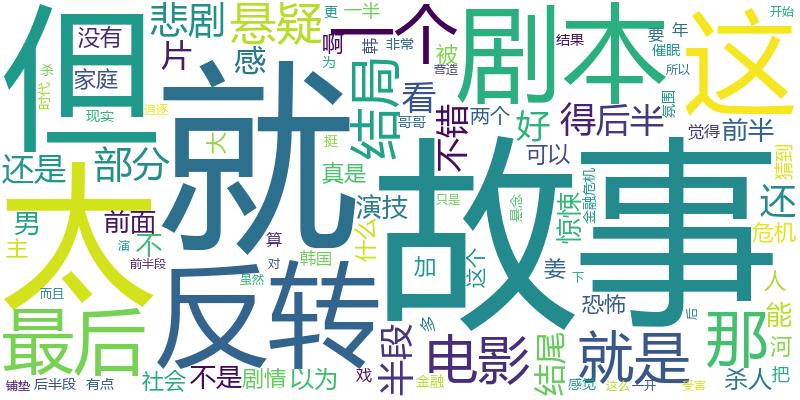 但
就
故事
剧本
这
太
反转
最后
一个
结局
悬疑
悲剧
片
感
没有
家庭
还是
部分
看
不错
好
得
后半
前半
可以
还
那
电影
就是
半段
结尾
演技
惊悚
恐怖
真是
什么
前面
不
男
主
不是
社会
剧情
以为
杀人
人
能
河
把
危机
猜到
觉得
两个
哥哥
这个
姜
加
韩国
算
对
虽然
大
追逐
现实
时代
杀
挺
演
前半段
而且
铺垫
后半段
有点
戏
多
金融
感觉
这么
一开
受害
后
下
只是
悬念
金融危机
氛围
营造
为
所以
催眠
非常
韩
啊
被
更
一半
结果
要
年
开始